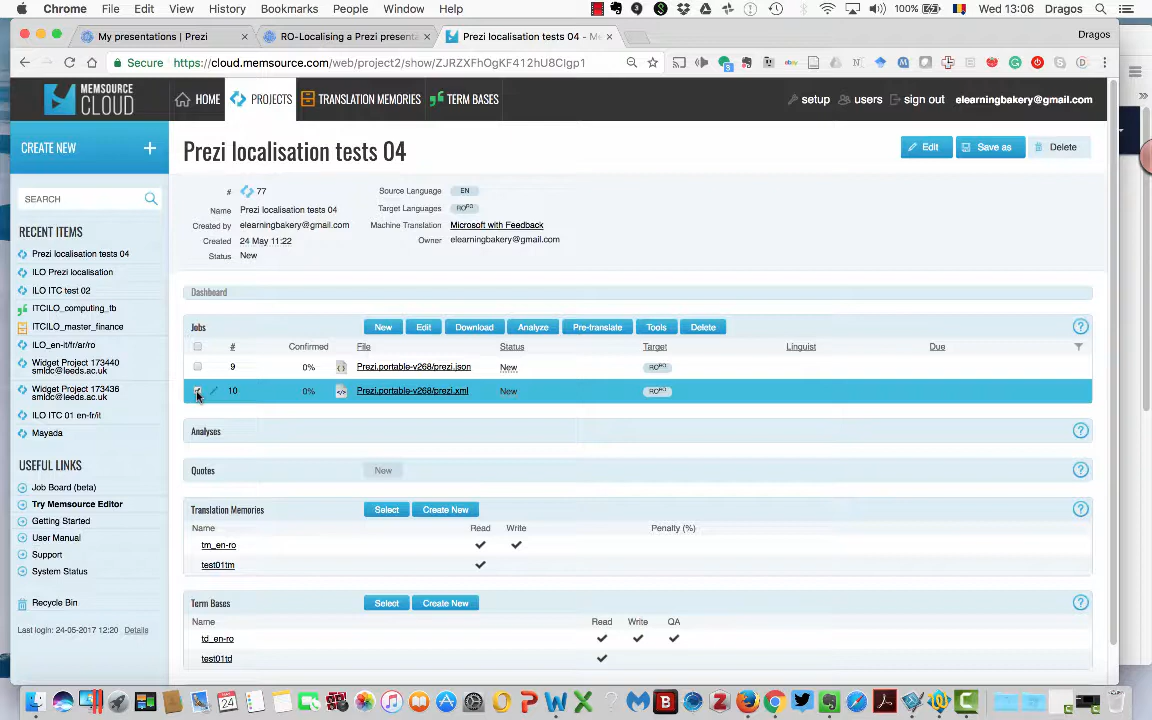 Chrome File Edit View History Bookmarks People Window Help 100% Wed 13:06 Dragos
My presentations | Prezi
RO-Localising a Prezi presenta
Prezi localisation tests 04 - Me
Dragos
Secure https://cloud.memsource.com/web/project2/show/ZJRZXFhOgKF412hU8CIgp1
MEMSOURCE CLOUD
HOME PROJECTS TRANSLATION MEMORIES TERM BASES
setup users sign out elearningbakery@gmail.com
CREATE NEW +
SEARCH
RECENT ITEMS
Prezi localisation tests 04
ILO Prezi localisation
ILO ITC test 02
ITCILO_computing_tb
ITCILO_master_finance
ILO_en-it/fr/ar/ro
Widget Project 173440
smldc@leeds.ac.uk
Widget Project 173436
smldc@leeds.ac.uk
ILO ITC 01 en-fr/it
Mayada
USEFUL LINKS
Job Board (beta)
Try Memsource Editor
Getting Started
User Manual
Support
System Status
Recycle Bin
Last login: 24-05-2017 12:20 Details
Prezi localisation tests 04
Edit Save as Delete
# 77
Name Prezi localisation tests 04
Created by elearningbakery@gmail.com
Created 24 May 11:22
Status New
Source Language EN
Target Languages RO RO
Machine Translation Microsoft with Feedback
Owner elearningbakery@gmail.com
Dashboard
Jobs New Edit Download Analyze Pre-translate Tools Delete ?
# Confirmed File Status Target Linguist Due
9 0% Prezi.portable-v268/prezi.json New RO RO
10 0% Prezi.portable-v268/prezi.xml New RO RO
Analyses ?
Quotes New ?
Translation Memories Select Create New ?
Name Read Write Penalty (%)
tm_en-ro
test01tm
Term Bases Select Create New ?
Name Read Write QA
td_en-ro
test01td